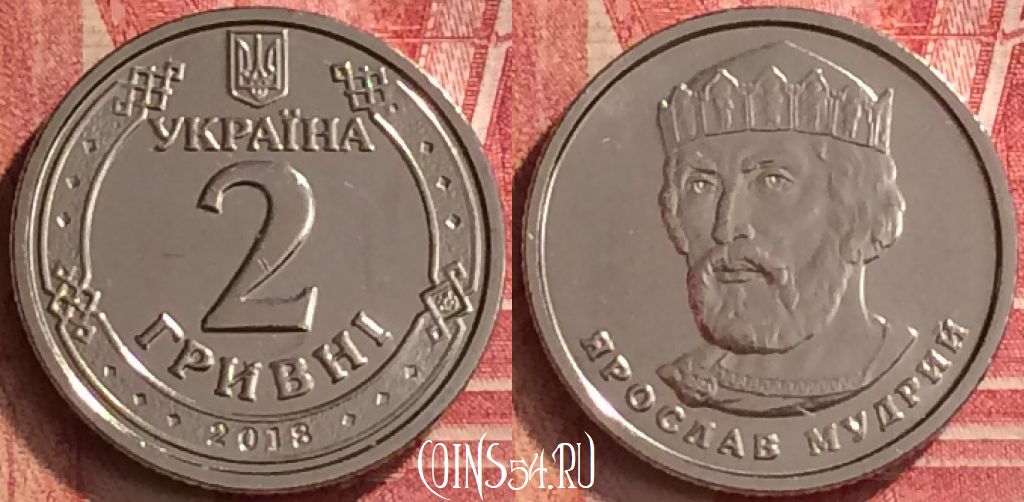 УКРАЇНА
2
ГРИВНІ
2018
ЯРОСЛАВ МУДРИЙ
COINS54.RU